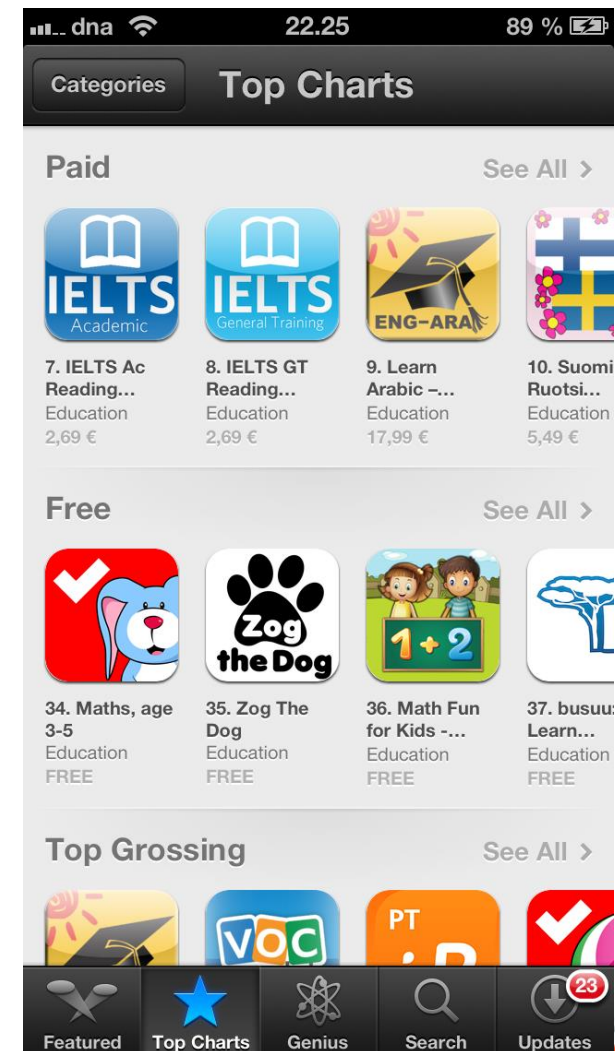 dna 22.25 89 %
Categories Top Charts
Paid See All
IELTS Academic
IELTS General Training
ENG-ARA
7. IELTS Ac Reading...
Education
2,69 €
8. IELTS GT Reading...
Education
2,69 €
9. Learn Arabic –...
Education
17,99 €
10. Suomi Ruotsi...
Education
5,49 €
Free See All
1+2
Zog the Dog
34. Maths, age 3-5
Education
FREE
35. Zog The Dog
Education
FREE
36. Math Fun for Kids -...
Education
FREE
37. busuu: Learn...
Education
FREE
Top Grossing See All
VOC
PT
23
Featured Top Charts Genius Search Updates